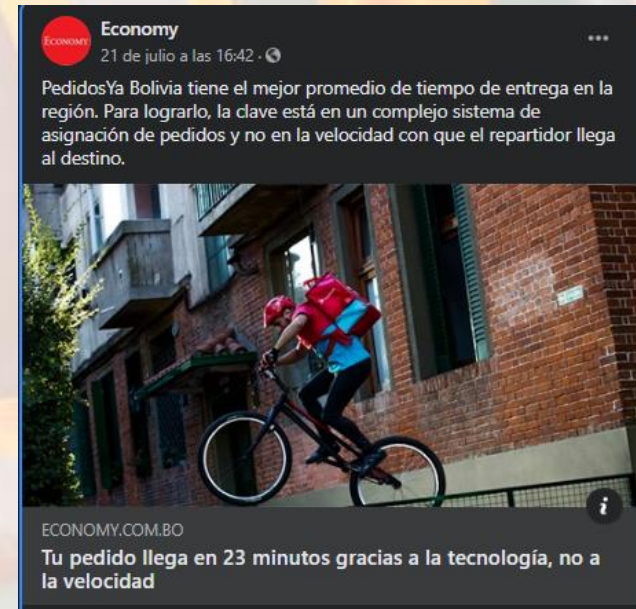 ECONOMY
Economy
21 de julio a las 16:42 ·
PedidosYa Bolivia tiene el mejor promedio de tiempo de entrega en la
región. Para lograrlo, la clave está en un complejo sistema de
asignación de pedidos y no en la velocidad con que el repartidor llega
al destino.
ECONOMY.COM.BO
Tu pedido llega en 23 minutos gracias a la tecnología, no a
la velocidad